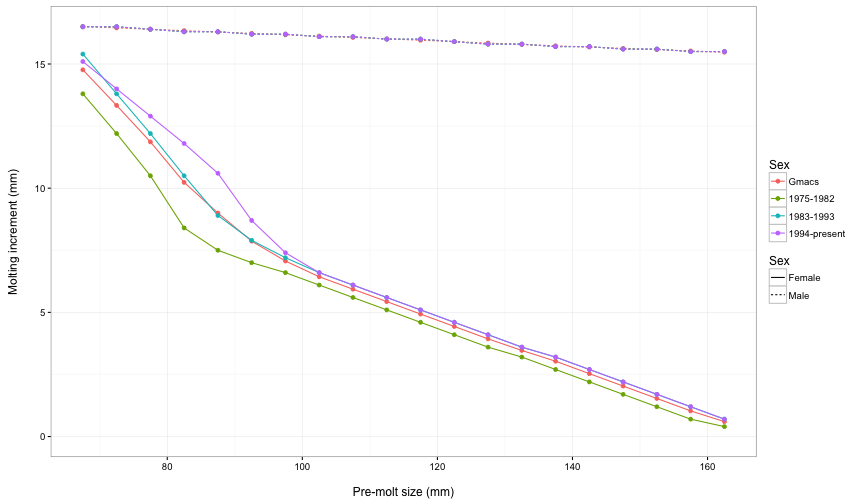 15
10
5
0
80
100
120
140
160
Pre-molt size (mm)
Molting increment (mm)
Sex
Gmacs
1975-1982
1983-1993
1994-present
Sex
Female
Male